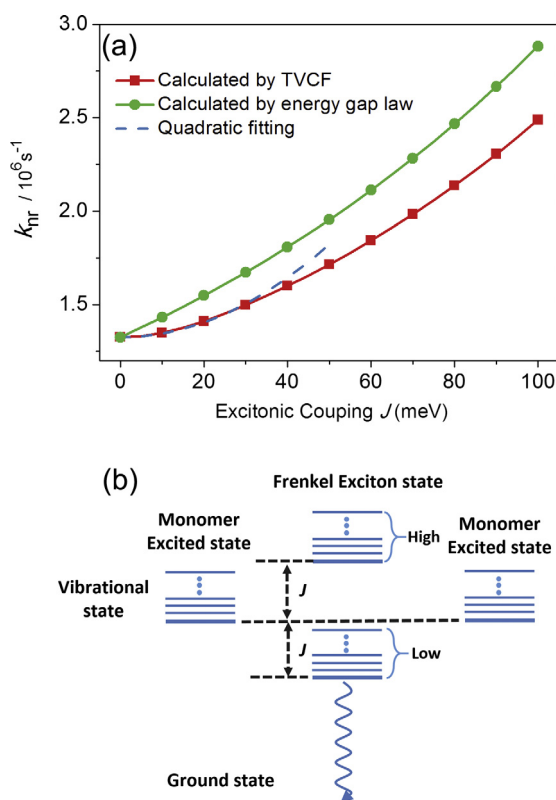 (a)
Calculated by TVCF
Calculated by energy gap law
Quadratic fitting
3.0
2.5
2.0
1.5
k_nr / 10^6 s^-1
0 20 40 60 80 100
Excitonic Couping J (meV)
(b)
Frenkel Exciton state
Monomer
Excited state
High
Monomer
Excited state
Vibrational
state
J
J
Low
Ground state